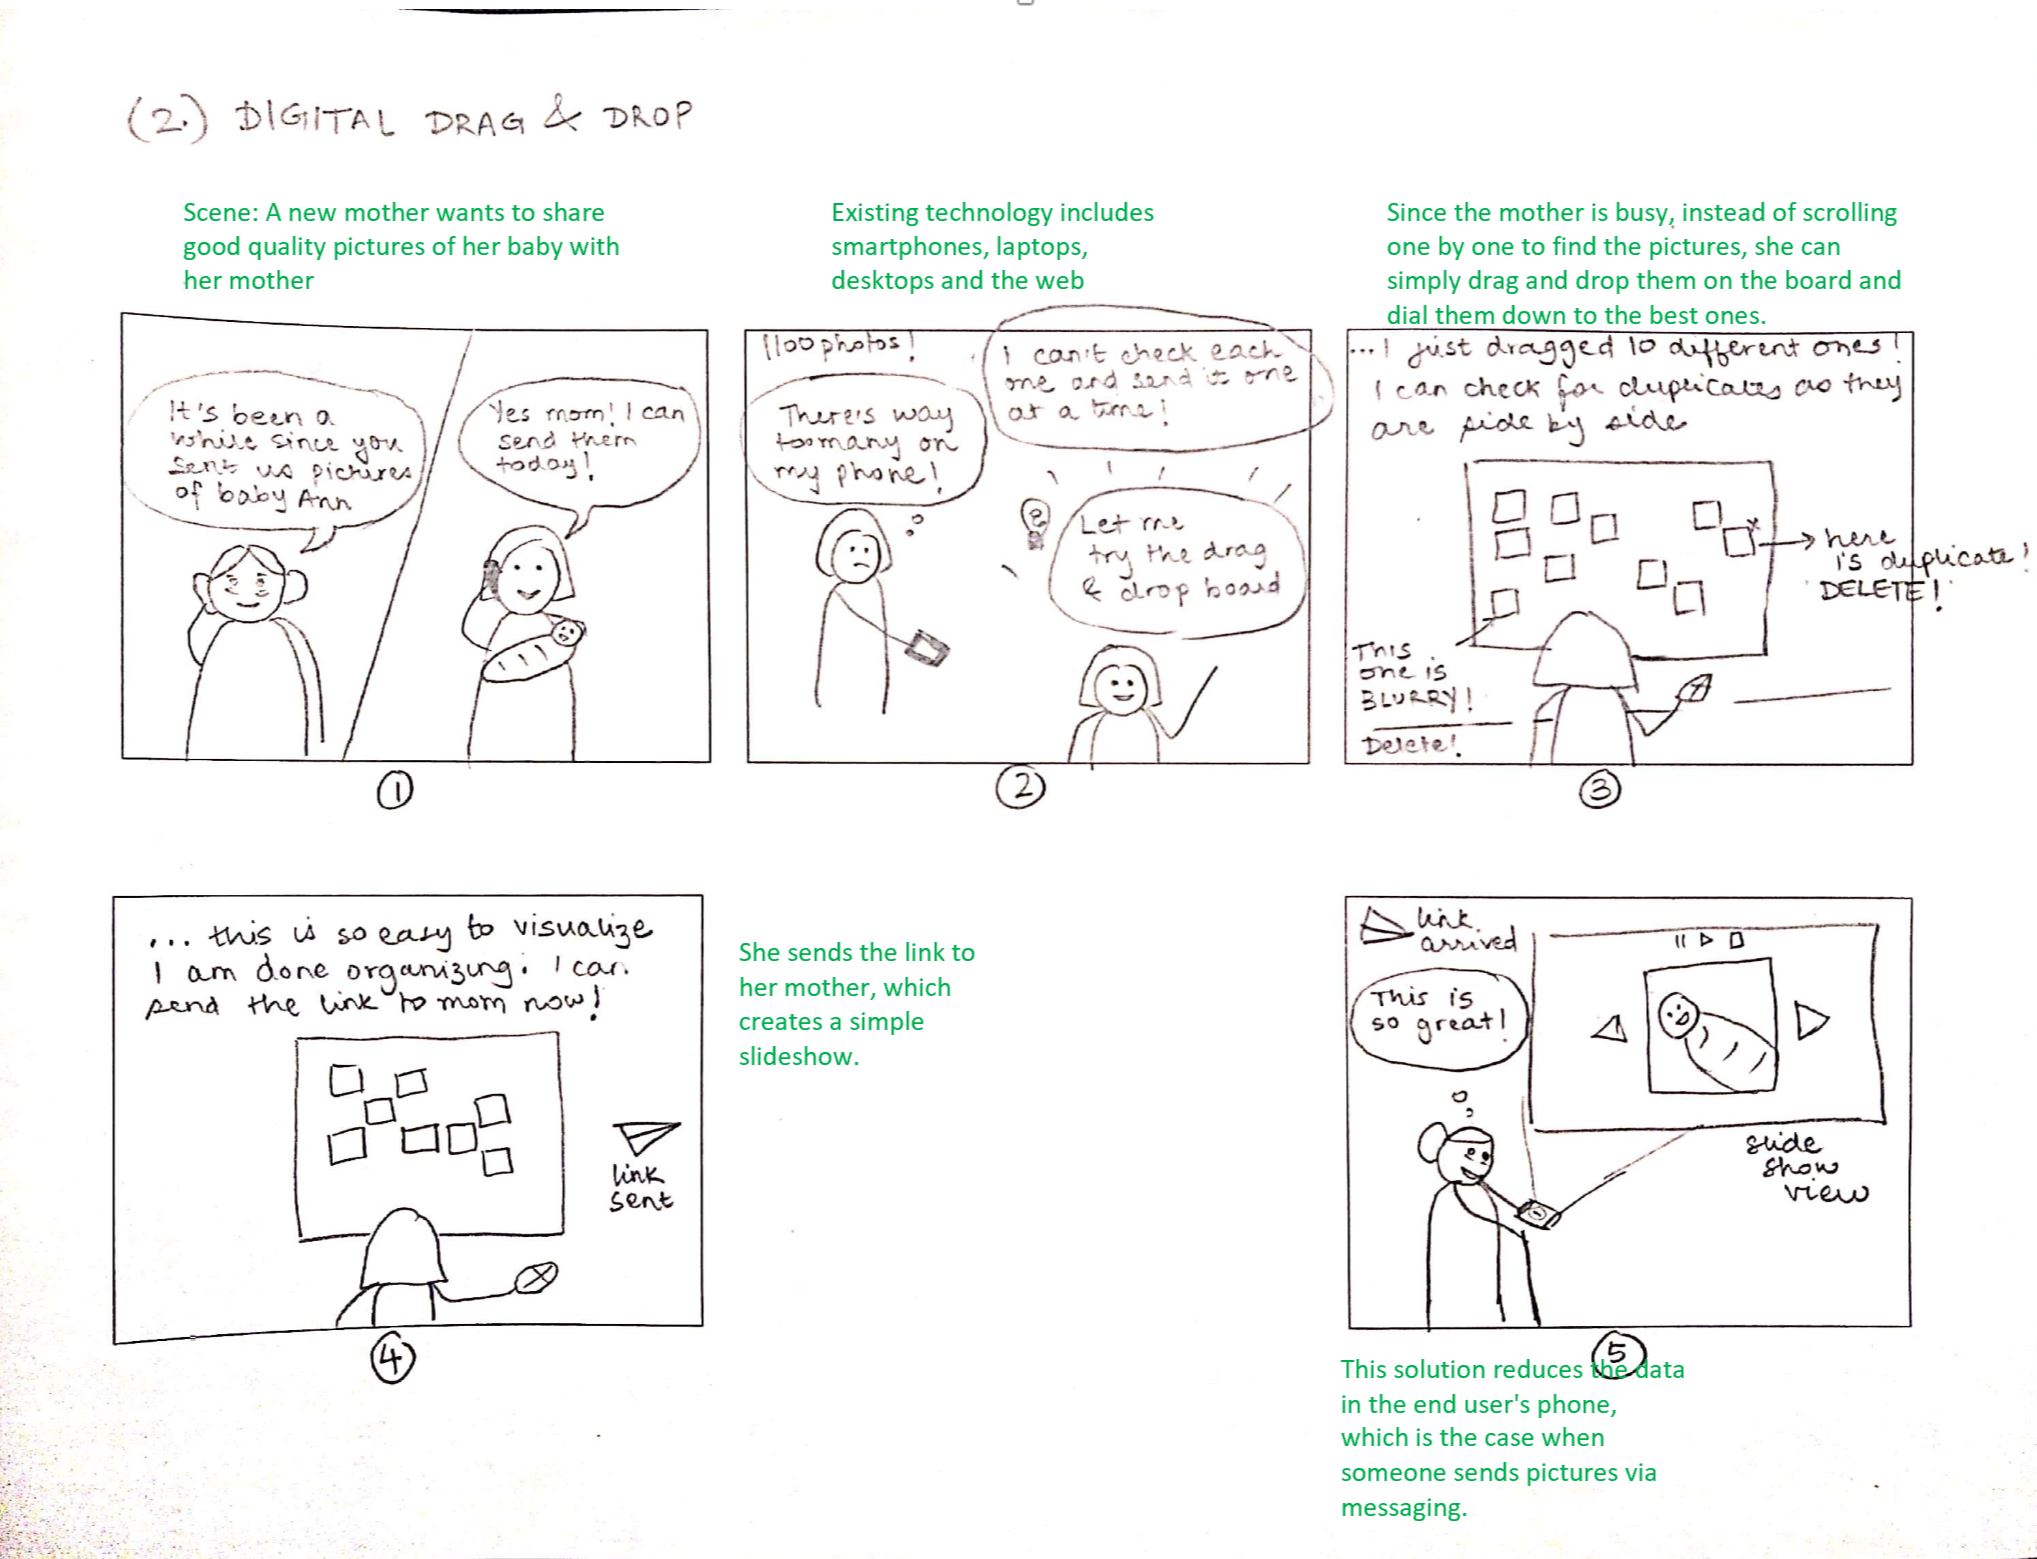 (2.) DIGITAL DRAG & DROP
Scene: A new mother wants to share
good quality pictures of her baby with
her mother
It's been a
while since you
sent us pictures
of baby Ann
Yes mom! I can
send them
today!
1
Existing technology includes
smartphones, laptops,
desktops and the web
1100 photos!
There's way
too many on
my phone!
I can't check each
one and send it one
at a time!
Let me
try the drag
& drop board
2
Since the mother is busy, instead of scrolling
one by one to find the pictures, she can
simply drag and drop them on the board and
dial them down to the best ones.
...I just dragged 10 different ones!
I can check for duplicates as they
are side by side
here
is duplicate!
DELETE!
This
one is
BLURRY!
Delete!
3
... this is so easy to visualize
I am done organizing. I can
send the link to mom now!
link
sent
4
She sends the link to
her mother, which
creates a simple
slideshow.
link
arrived
This is
so great!
slide
show
view
5
This solution reduces the data
in the end user's phone,
which is the case when
someone sends pictures via
messaging.